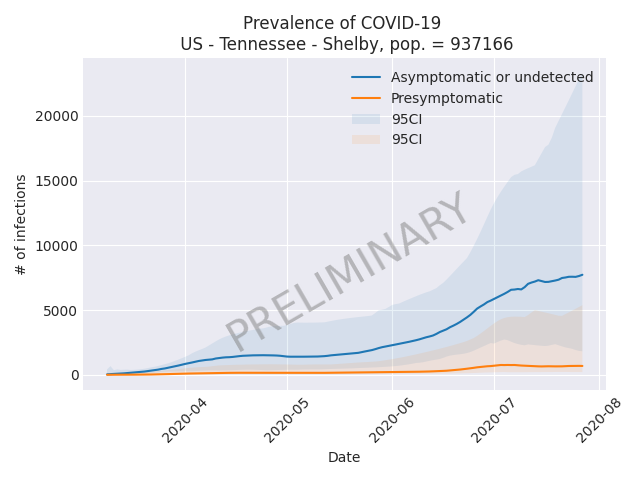 Prevalence of COVID-19
US - Tennessee - Shelby, pop. = 937166
Asymptomatic or undetected
Presymptomatic
95CI
95CI
20000
15000
10000
5000
0
# of infections
PRELIMINARY
2020-04
2020-05
2020-06
2020-07
2020-08
Date